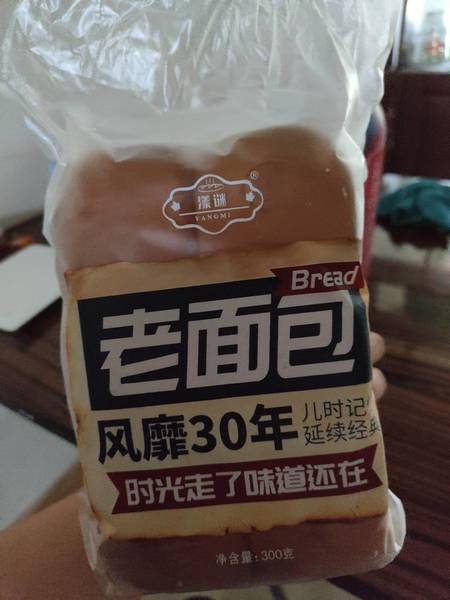 漾谜
®
YANGMI
Bread
老面包
风靡30年
儿时记
延续经典
时光走了味道还在
净含量:300克